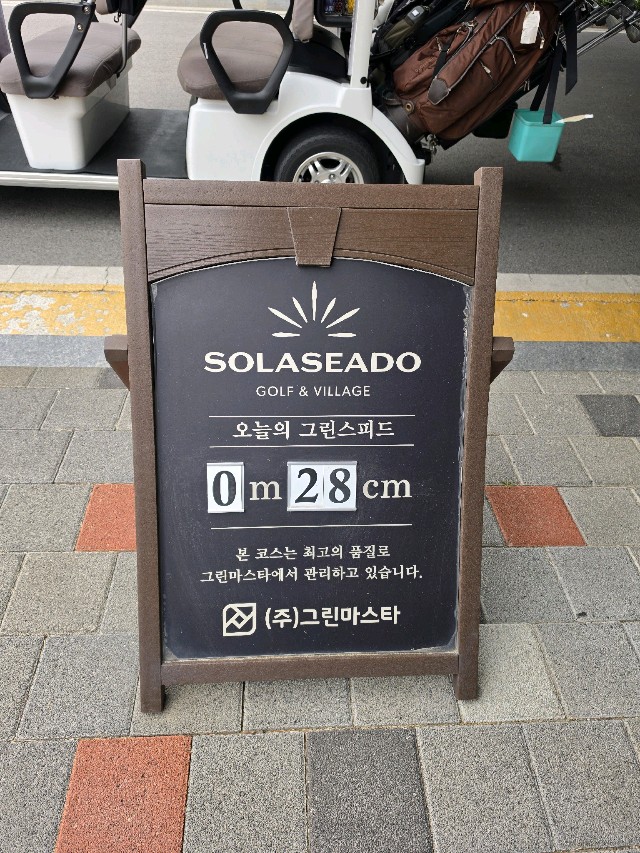 SOLASEADO
GOLF & VILLAGE
오늘의 그린스피드
0 m 28 cm
본 코스는 최고의 품질로
그린마스타에서 관리하고 있습니다.
(주)그린마스타